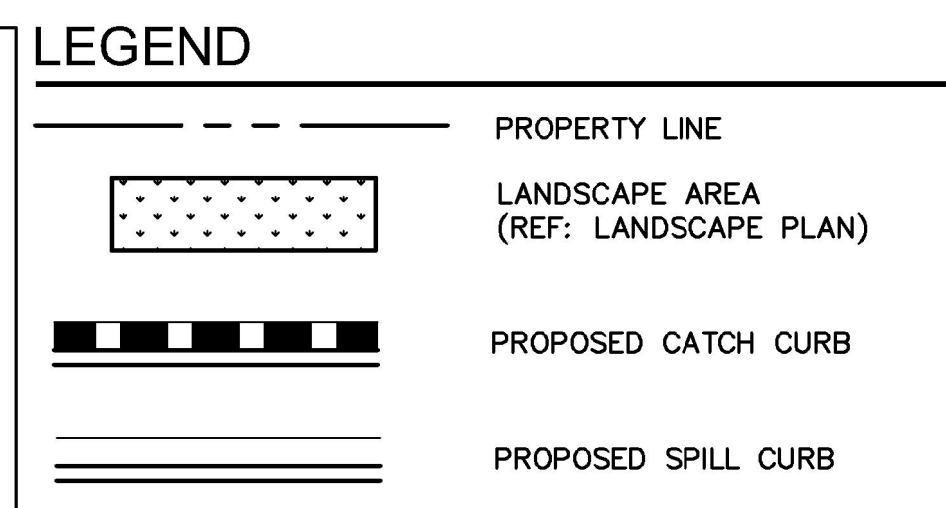 LEGEND
PROPERTY LINE
LANDSCAPE AREA
(REF: LANDSCAPE PLAN)
PROPOSED CATCH CURB
PROPOSED SPILL CURB